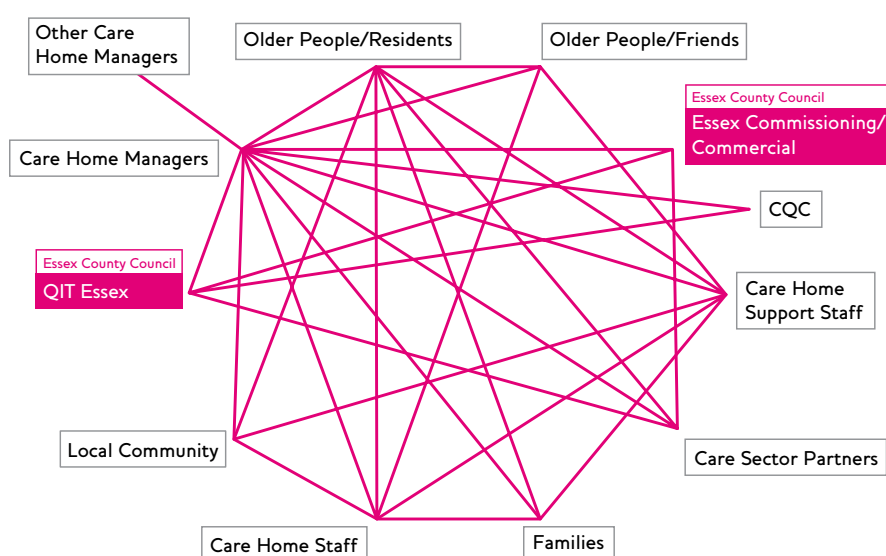 Other Care
Home Managers
Older People/Residents
Older People/Friends
Essex County Council
Essex Commissioning/
Commercial
Care Home Managers
CQC
Essex County Council
QIT Essex
Care Home
Support Staff
Local Community
Care Sector Partners
Care Home Staff
Families